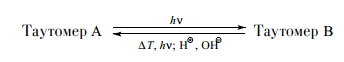 hν
Таутомер А Таутомер В
ΔT, hν; H⊕, OH⊖